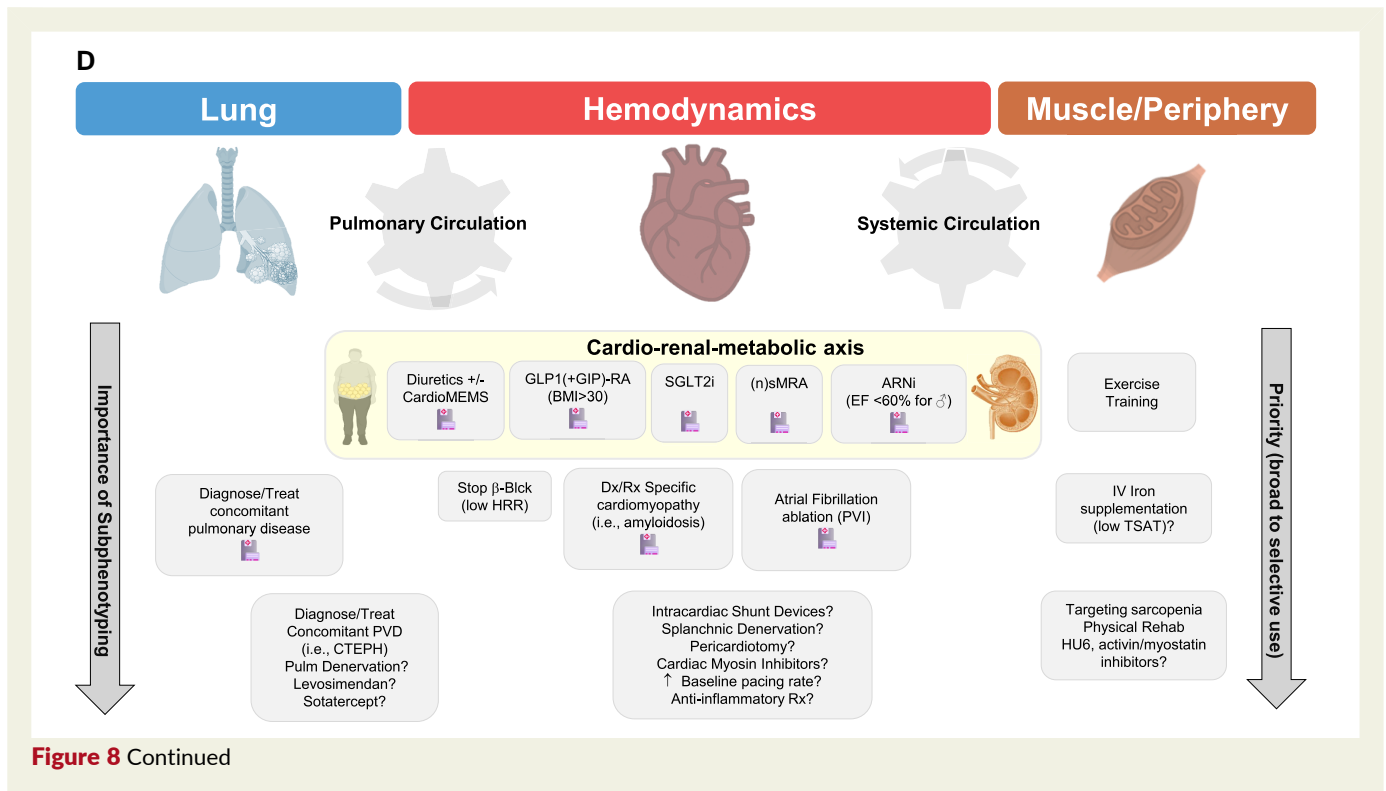 D
Lung
Hemodynamics
Muscle/Periphery
Pulmonary Circulation
Systemic Circulation
Importance of Subphenotyping
Priority (broad to selective use)
Cardio-renal-metabolic axis
Diuretics +/-
CardioMEMS
GLP1(+GIP)-RA
(BMI>30)
SGLT2i
(n)sMRA
ARNi
(EF <60% for ♂)
Exercise
Training
Diagnose/Treat
concomitant
pulmonary disease
Stop β-Blck
(low HRR)
Dx/Rx Specific
cardiomyopathy
(i.e., amyloidosis)
Atrial Fibrillation
ablation (PVI)
IV Iron
supplementation
(low TSAT)?
Diagnose/Treat
Concomitant PVD
(i.e., CTEPH)
Pulm Denervation?
Levosimendan?
Sotatercept?
Intracardiac Shunt Devices?
Splanchnic Denervation?
Pericardiotomy?
Cardiac Myosin Inhibitors?
↑ Baseline pacing rate?
Anti-inflammatory Rx?
Targeting sarcopenia
Physical Rehab
HU6, activin/myostatin
inhibitors?
Figure 8 Continued